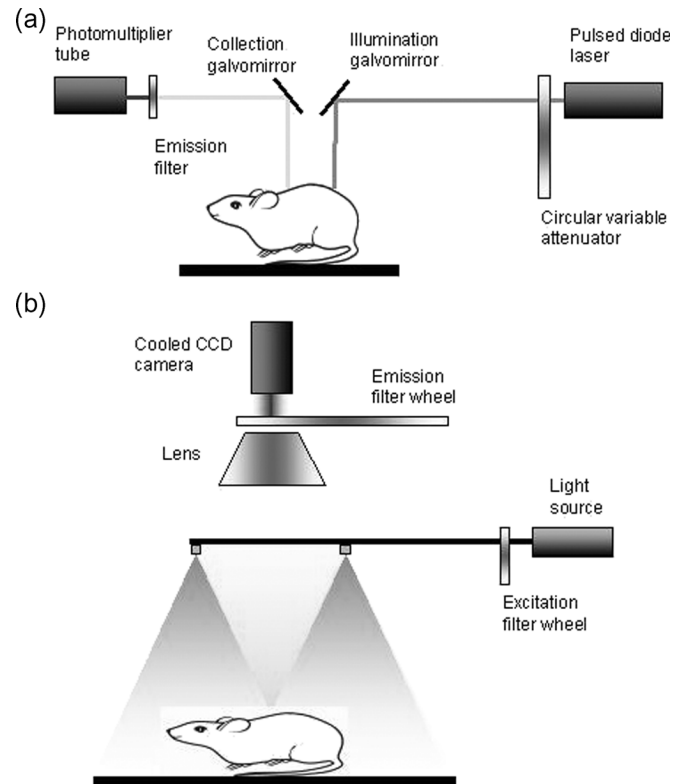 (a)
Photomultiplier
tube
Collection
galvomirror
Illumination
galvomirror
Pulsed diode
laser
Emission
filter
Circular variable
attenuator
(b)
Cooled CCD
camera
Emission
filter wheel
Lens
Light
source
Excitation
filter wheel